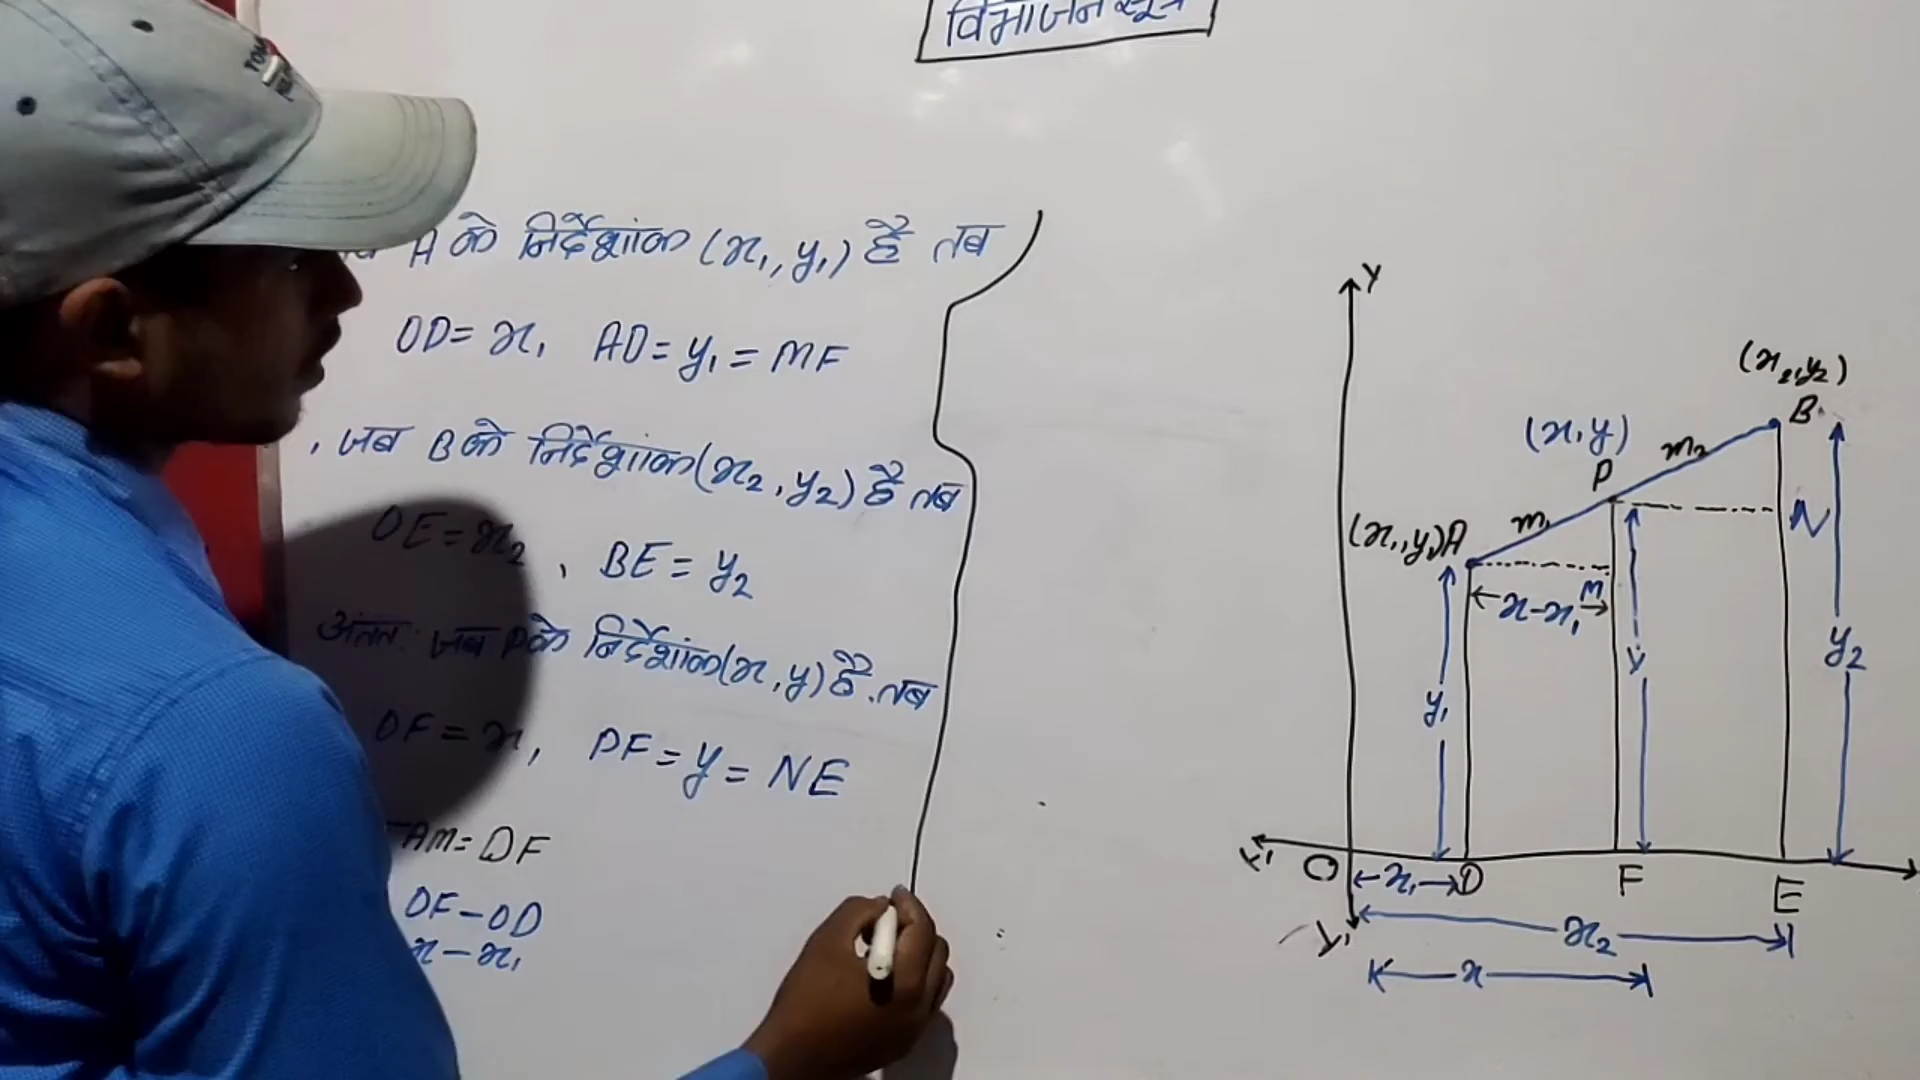 विभाजन सूत्र
A के निर्देशांक (x₁, y₁) है तब
OD = x₁ AD = y₁ = MF
, जब B के निर्देशांक (x₂, y₂) है तब
OE = x₂ , BE = y₂
अंततः जब P के निर्देशांक (x, y) है. तब
OF = x, PF = y = NE
AM = DF
OF - OD
x - x₁
Y
(x₂, y₂)
B
(x, y)
P
m₂
N
m₁
(x₁, y₁) A
M
x - x₁
y
y₂
y₁
O
x₁
D
F
E
x₂
x